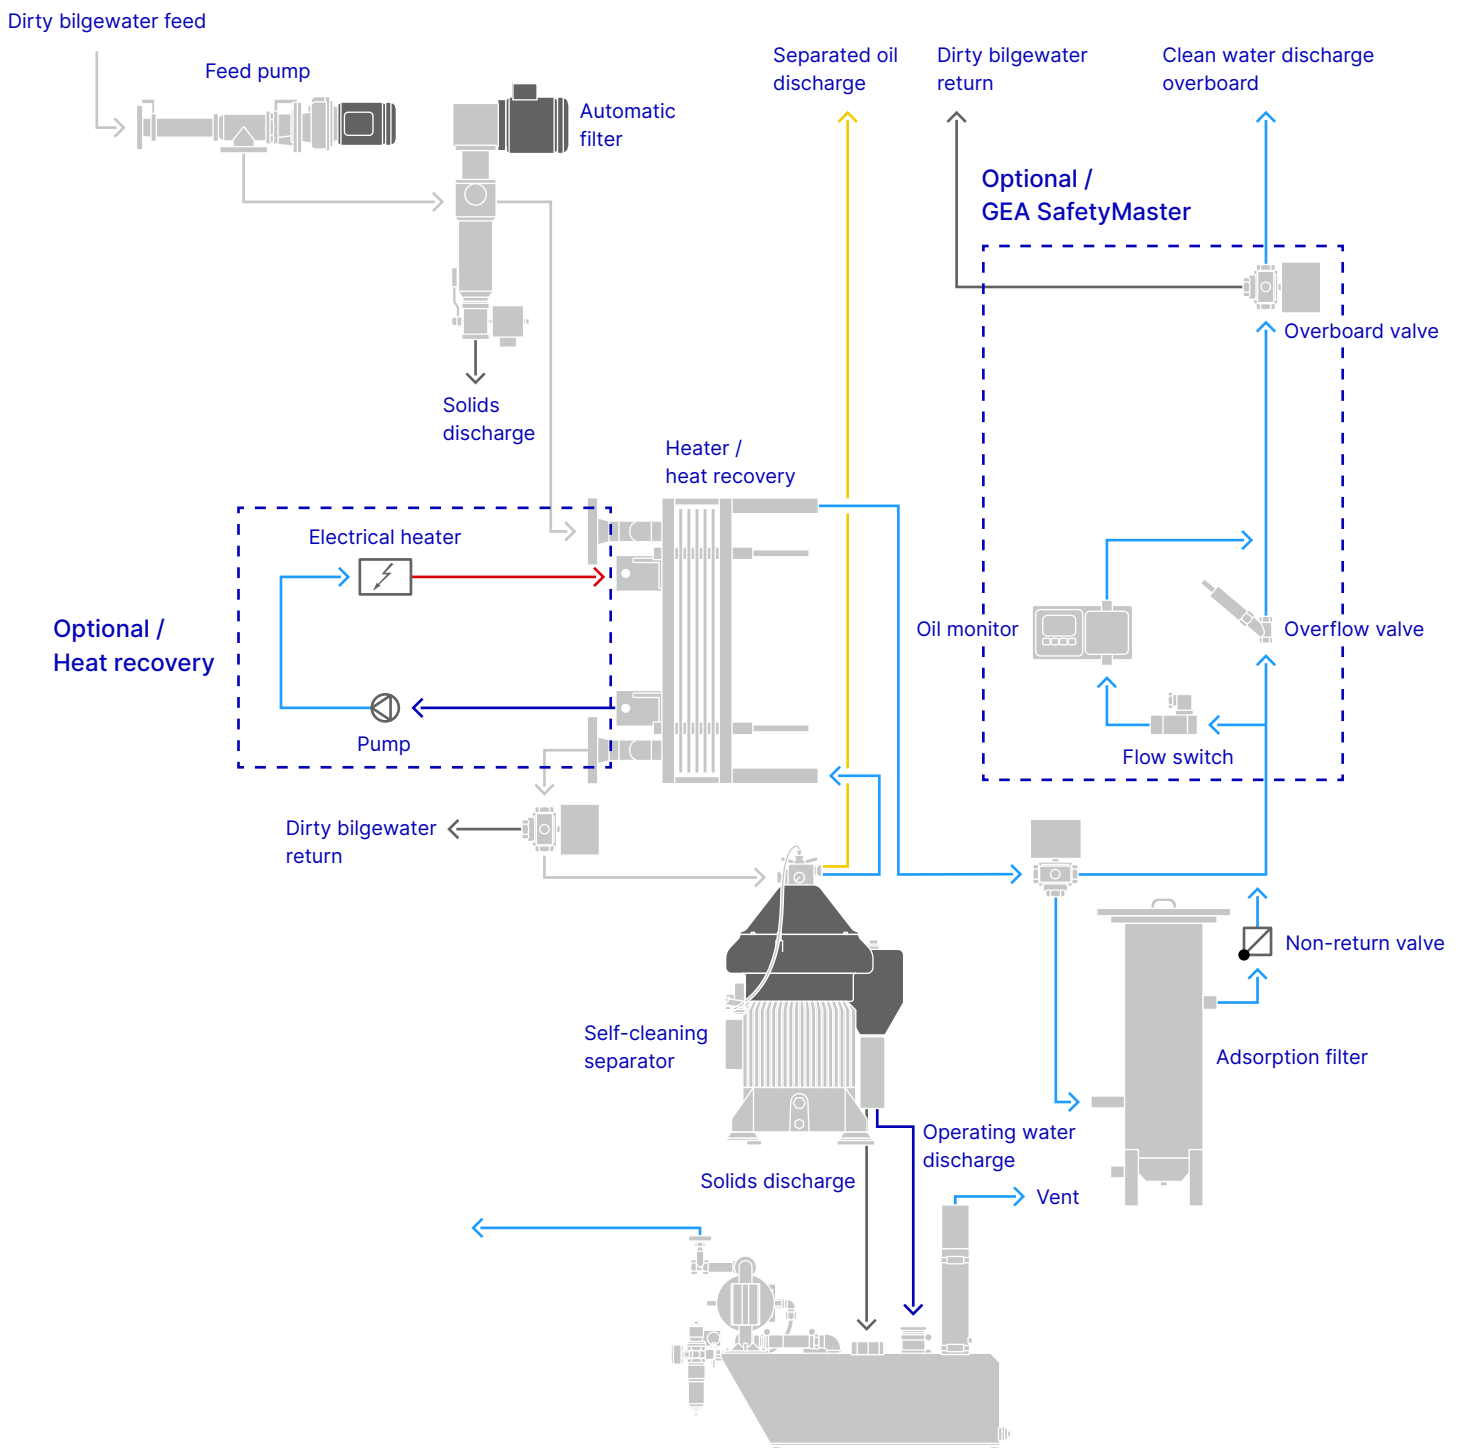 Dirty bilgewater feed
Feed pump
Automatic
filter
Separated oil
discharge
Dirty bilgewater
return
Clean water discharge
overboard
Optional /
GEA SafetyMaster
Overboard valve
Solids
discharge
Heater /
heat recovery
Electrical heater
Optional /
Heat recovery
Pump
Oil monitor
Overflow valve
Flow switch
Dirty bilgewater
return
Non-return valve
Self-cleaning
separator
Adsorption filter
Operating water
discharge
Solids discharge
Vent